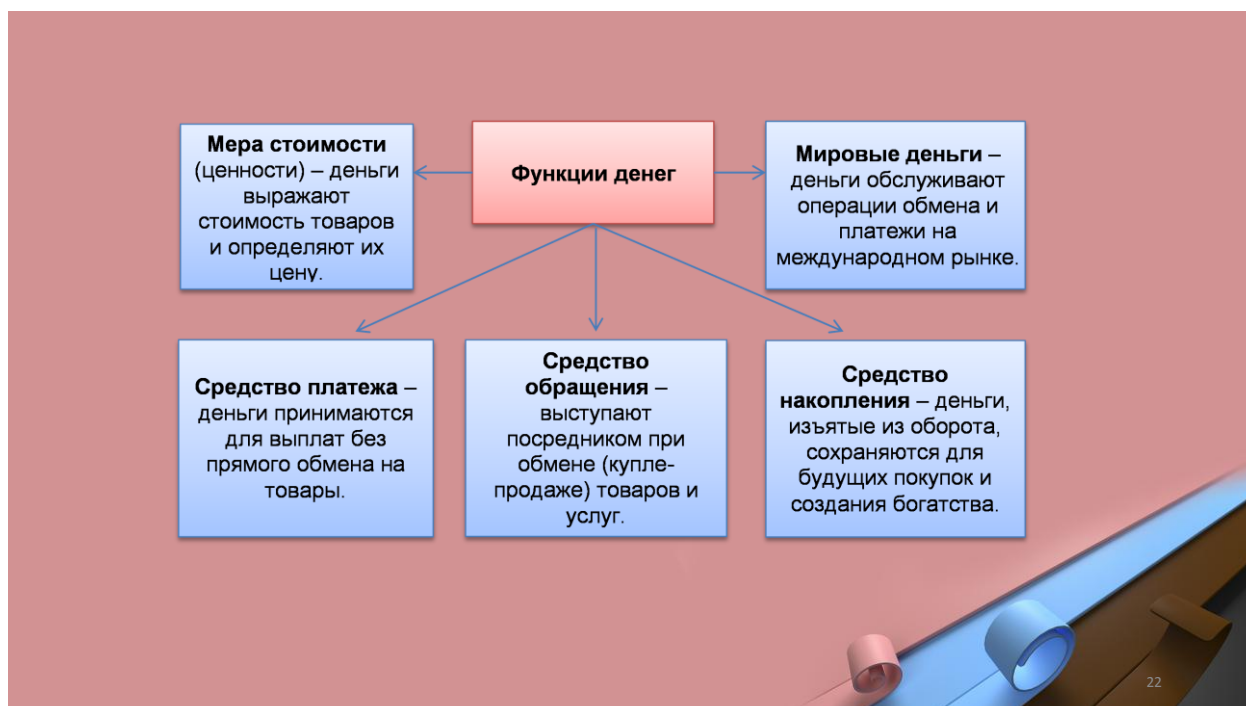 Мера стоимости
(ценности) – деньги
выражают
стоимость товаров
и определяют их
цену.
Функции денег
Мировые деньги –
деньги обслуживают
операции обмена и
платежи на
международном рынке.
Средство платежа –
деньги принимаются
для выплат без
прямого обмена на
товары.
Средство
обращения –
выступают
посредником при
обмене (купле-
продаже) товаров и
услуг.
Средство
накопления – деньги,
изъятые из оборота,
сохраняются для
будущих покупок и
создания богатства.
22